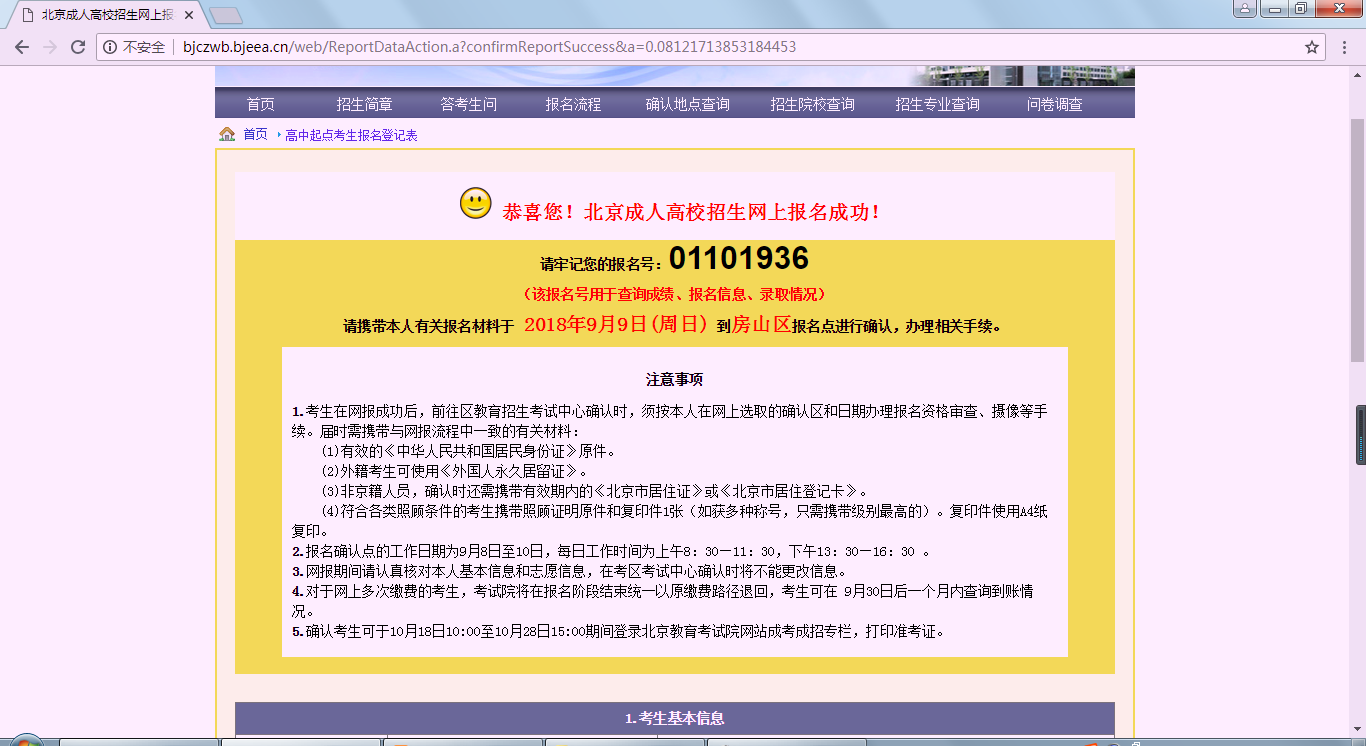 北京成人高校招生网上报
不安全 bjczwb.bjeea.cn/web/ReportDataAction.a?confirmReportSuccess&a=0.08121713853184453
首页 招生简章 答考生问 报名流程 确认地点查询 招生院校查询 招生专业查询 问卷调查
首页 高中起点考生报名登记表
恭喜您！北京成人高校招生网上报名成功！
请牢记您的报名号：01101936
（该报名号用于查询成绩、报名信息、录取情况）
请携带本人有关报名材料于 2018年9月9日(周日) 到房山区报名点进行确认，办理相关手续。
注意事项
1.考生在网报成功后，前往区教育招生考试中心确认时，须按本人在网上选取的确认区和日期办理报名资格审查、摄像等手
续。届时需携带与网报流程中一致的有关材料：
(1)有效的《中华人民共和国居民身份证》原件。
(2)外籍考生可使用《外国人永久居留证》。
(3)非京籍人员，确认时还需携带有效期内的《北京市居住证》或《北京市居住登记卡》。
(4)符合各类照顾条件的考生携带照顾证明原件和复印件1张（如获多种称号，只需携带级别最高的）。复印件使用A4纸
复印。
2.报名确认点的工作日期为9月8日至10日，每日工作时间为上午8：30—11：30，下午13：30—16：30 。
3.网报期间请认真核对本人基本信息和志愿信息，在考区考试中心确认时将不能更改信息。
4.对于网上多次缴费的考生，考试院将在报名阶段结束统一以原缴费路径退回，考生可在 9月30日后一个月内查询到账情
况。
5.确认考生可于10月18日10:00至10月28日15:00期间登录北京教育考试院网站成考成招专栏，打印准考证。
1.考生基本信息